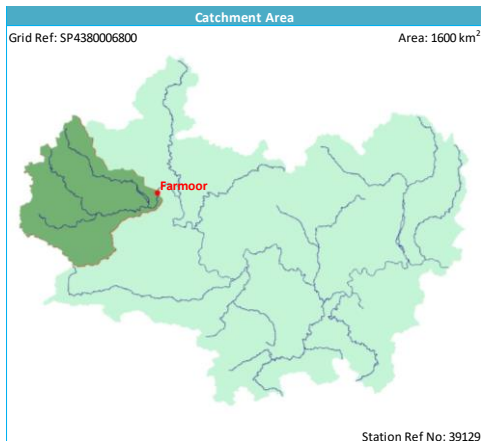 Catchment Area
Grid Ref: SP4380006800 Area: 1600 km²
Farmoor
Station Ref No: 39129